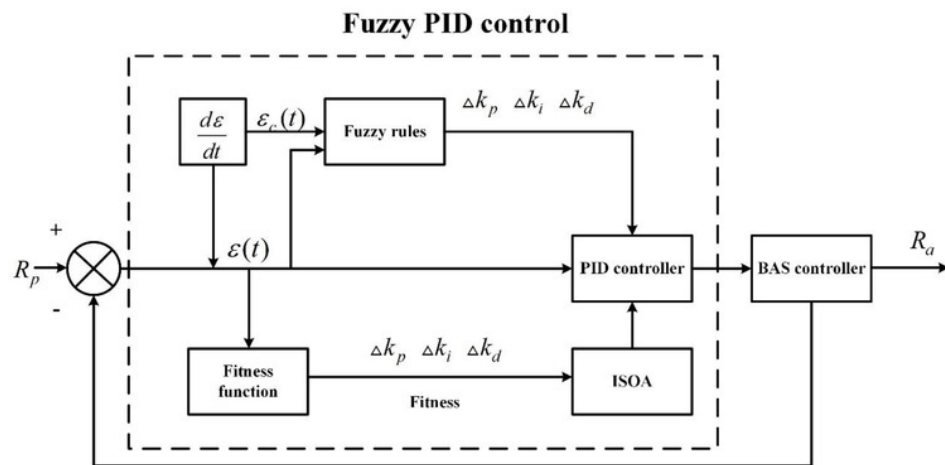 Fuzzy PID control
△k_p △k_i △k_d
dε/dt
ε_c(t)
Fuzzy rules
+
ε(t)
R_p
PID controller
BAS controller
R_a
-
Fitness
function
△k_p △k_i △k_d
Fitness
ISOA